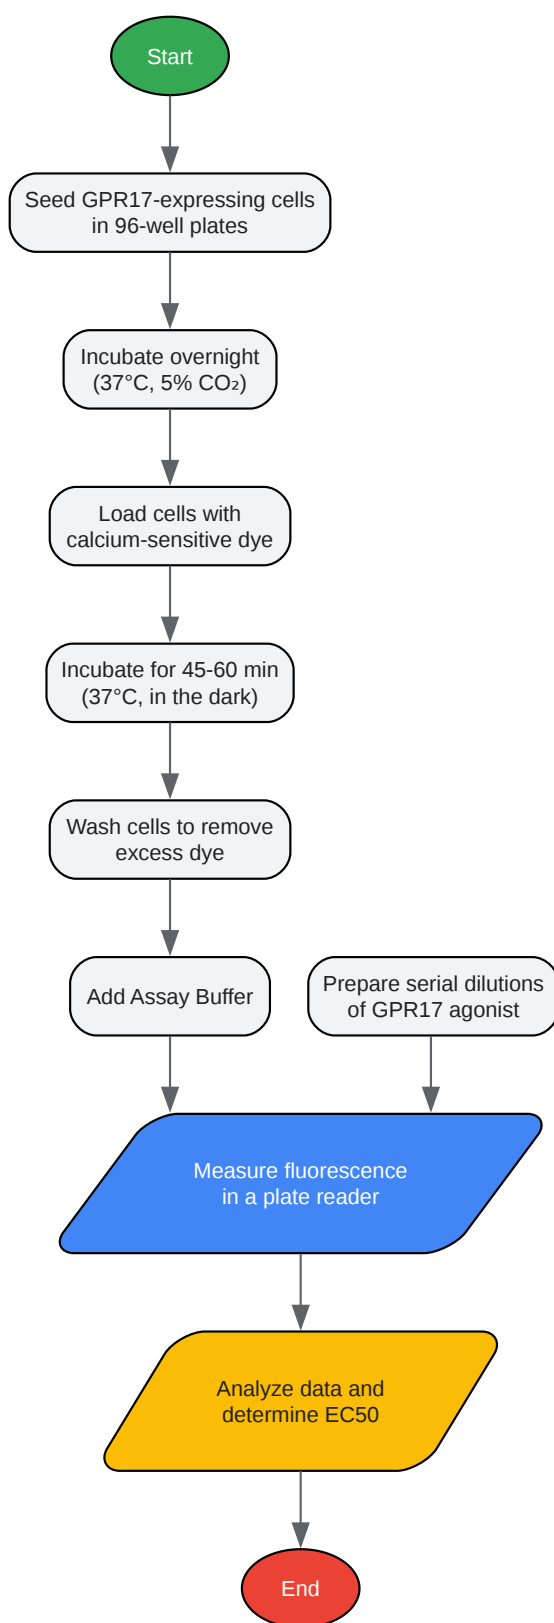 Start
Seed GPR17-expressing cells
in 96-well plates
Incubate overnight
(37°C, 5% CO₂)
Load cells with
calcium-sensitive dye
Incubate for 45-60 min
(37°C, in the dark)
Wash cells to remove
excess dye
Add Assay Buffer
Prepare serial dilutions
of GPR17 agonist
Measure fluorescence
in a plate reader
Analyze data and
determine EC50
End